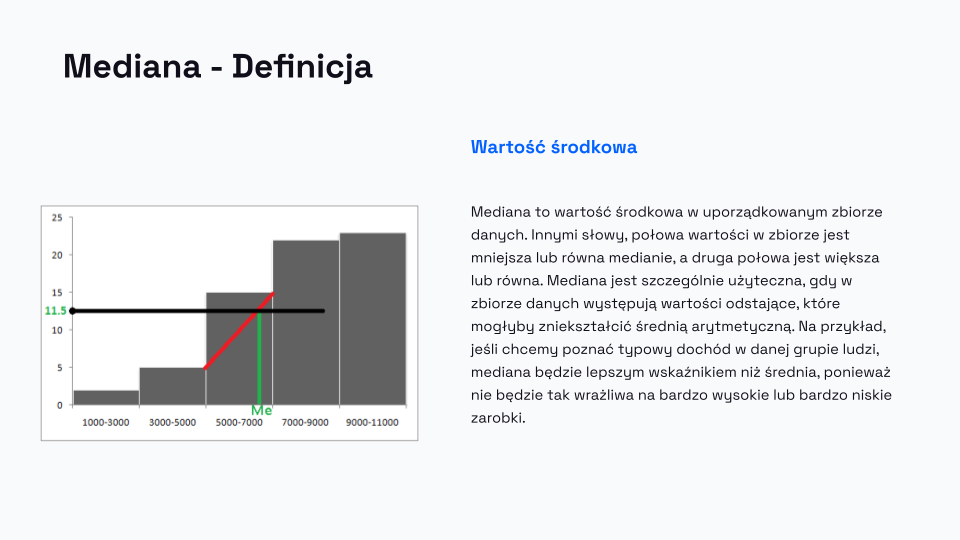 Mediana - Definicja
Wartość środkowa
Mediana to wartość środkowa w uporządkowanym zbiorze
danych. Innymi słowy, połowa wartości w zbiorze jest
mniejsza lub równa medianie, a druga połowa jest większa
lub równa. Mediana jest szczególnie użyteczna, gdy w
zbiorze danych występują wartości odstające, które
mogłyby zniekształcić średnią arytmetyczną. Na przykład,
jeśli chcemy poznać typowy dochód w danej grupie ludzi,
mediana będzie lepszym wskaźnikiem niż średnia, ponieważ
nie będzie tak wrażliwa na bardzo wysokie lub bardzo niskie
zarobki.
25
20
15
11.5
10
5
0
Me
1000-3000 3000-5000 5000-7000 7000-9000 9000-11000